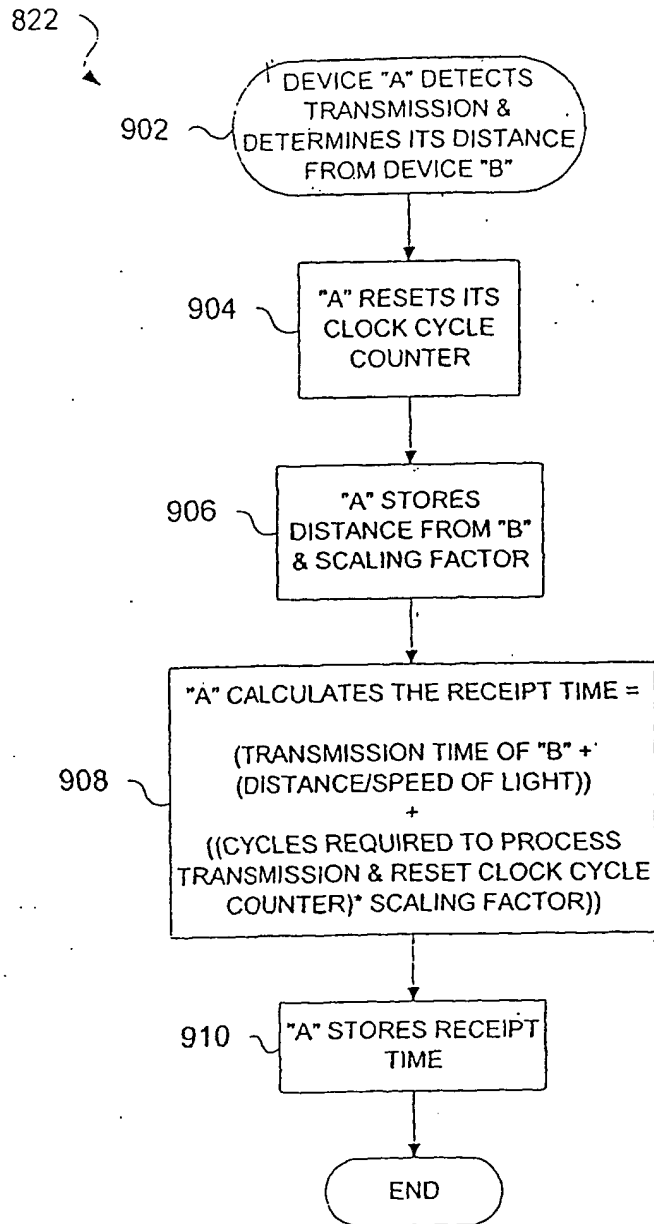 822
902
DEVICE "A" DETECTS
TRANSMISSION &
DETERMINES ITS DISTANCE
FROM DEVICE "B"
904
"A" RESETS ITS
CLOCK CYCLE
COUNTER
906
"A" STORES
DISTANCE FROM "B"
& SCALING FACTOR
908
"A" CALCULATES THE RECEIPT TIME =
(TRANSMISSION TIME OF "B" +
(DISTANCE/SPEED OF LIGHT))
+
((CYCLES REQUIRED TO PROCESS
TRANSMISSION & RESET CLOCK CYCLE
COUNTER)* SCALING FACTOR))
910
"A" STORES RECEIPT
TIME
END